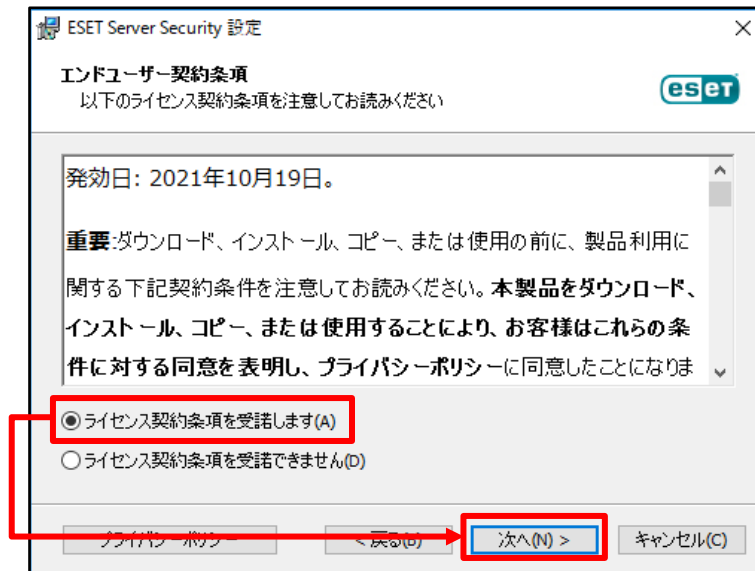 ESET Server Security 設定
エンドユーザー契約条項
以下のライセンス契約条項を注意してお読みください
eset
発効日: 2021年10月19日。
重要:ダウンロード、インストール、コピー、または使用の前に、製品利用に
関する下記契約条件を注意してお読みください。本製品をダウンロード、
インストール、コピー、または使用することにより、お客様はこれらの条
件に対する同意を表明し、プライバシーポリシーに同意したことになりま
ライセンス契約条項を受諾します(A)
ライセンス契約条項を受諾できません(D)
プライバシーポリシー
< 戻る(B)
次へ(N) >
キャンセル(C)